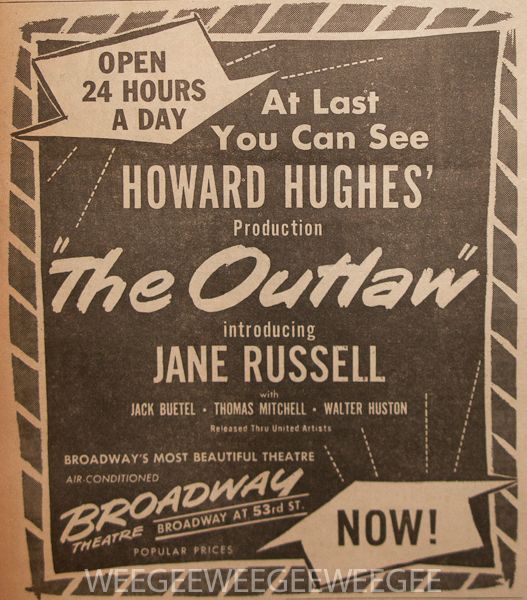 OPEN
24 HOURS
A DAY
At Last
You Can See
HOWARD HUGHES'
Production
"The Outlaw"
introducing
JANE RUSSELL
with
JACK BUETEL • THOMAS MITCHELL • WALTER HUSTON
Released Thru United Artists
BROADWAY'S MOST BEAUTIFUL THEATRE
AIR-CONDITIONED
BROADWAY
THEATRE BROADWAY AT 53rd ST.
POPULAR PRICES
NOW!
WEEGEEWEEGEEWEEGEE